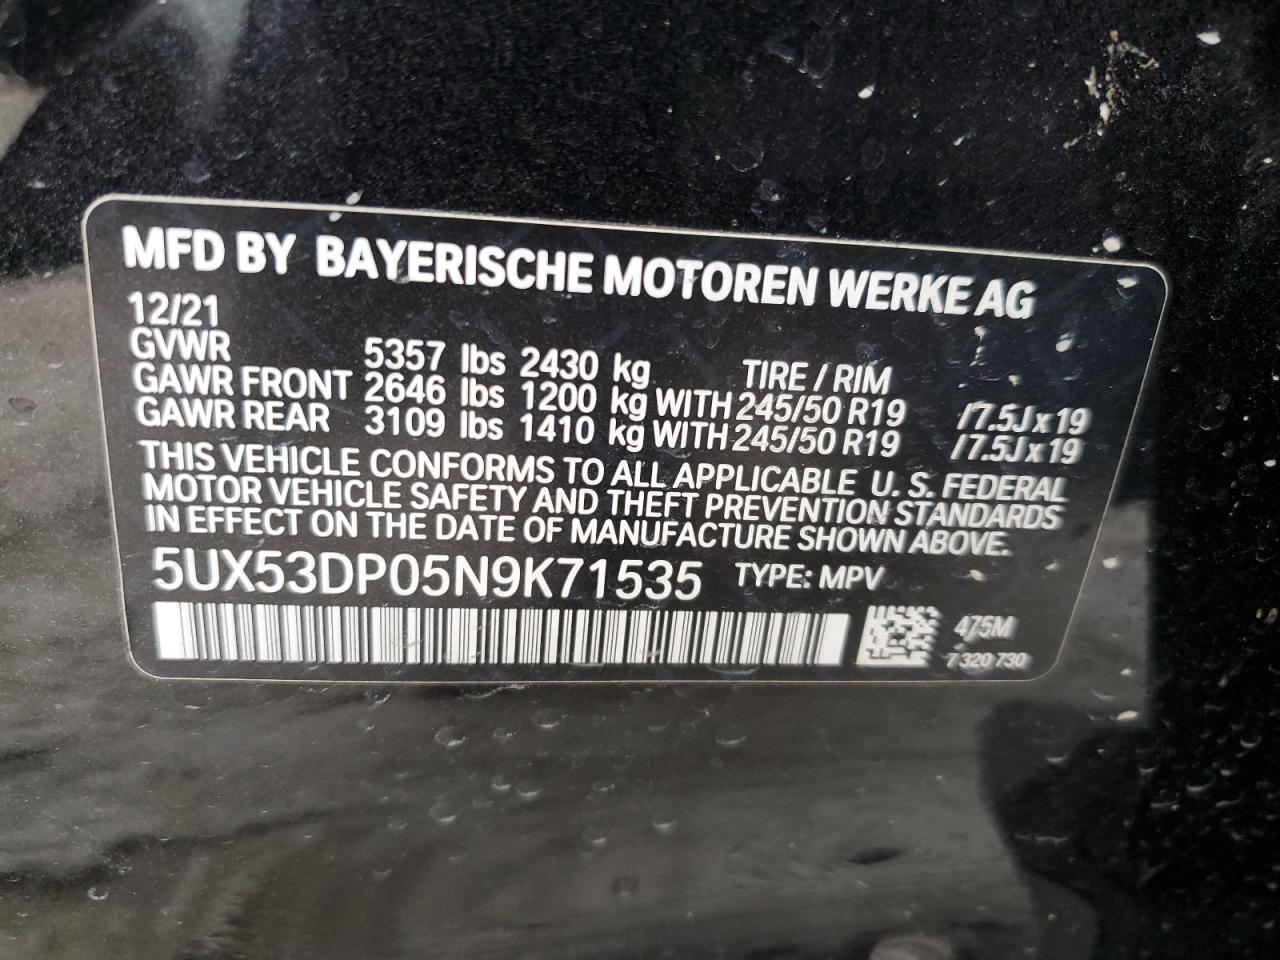 MFD BY BAYERISCHE MOTOREN WERKE AG
12/21
GVWR 5357 lbs 2430 kg TIRE / RIM
GAWR FRONT 2646 lbs 1200 kg WITH 245/50 R19 /7.5J x 19
GAWR REAR 3109 lbs 1410 kg WITH 245/50 R19 /7.5J x 19
THIS VEHICLE CONFORMS TO ALL APPLICABLE U. S. FEDERAL
MOTOR VEHICLE SAFETY AND THEFT PREVENTION STANDARDS
IN EFFECT ON THE DATE OF MANUFACTURE SHOWN ABOVE.
5UX53DP05N9K71535 TYPE: MPV
475M
7 320 730